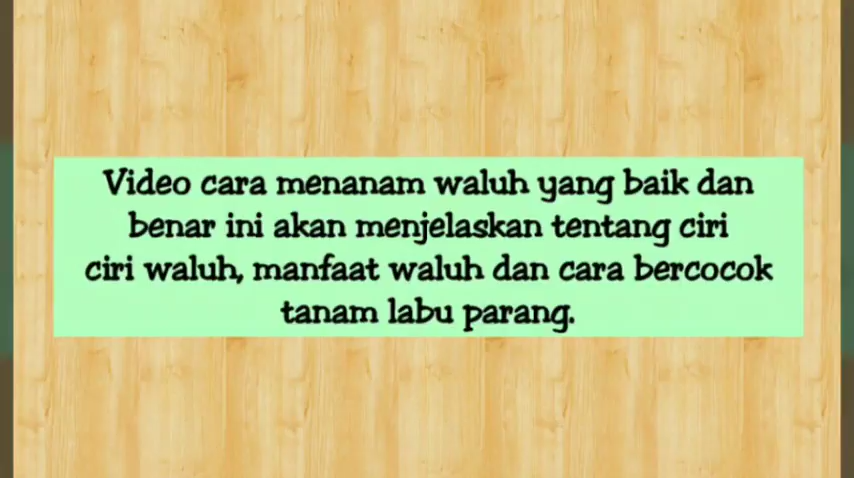 Video cara menanam waluh yang baik dan
benar ini akan menjelaskan tentang ciri
ciri waluh, manfaat waluh dan cara bercocok
tanam labu parang.